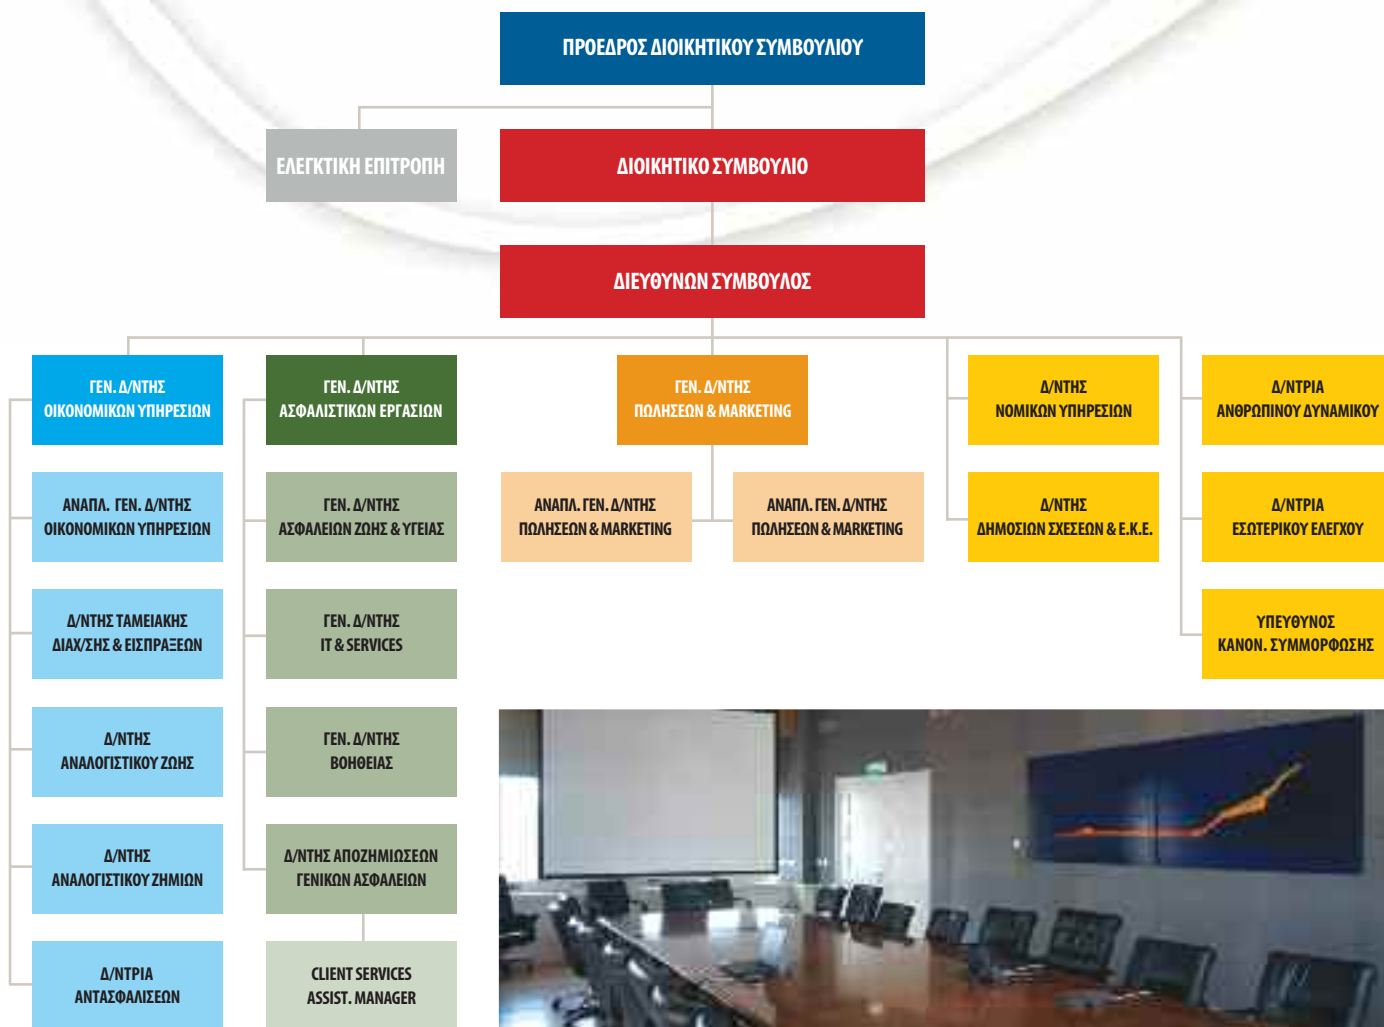 ΠΡΟΕΔΡΟΣ ΔΙΟΙΚΗΤΙΚΟΥ ΣΥΜΒΟΥΛΙΟΥ
ΕΛΕΓΚΤΙΚΗ ΕΠΙΤΡΟΠΗ
ΔΙΟΙΚΗΤΙΚΟ ΣΥΜΒΟΥΛΙΟ
ΔΙΕΥΘΥΝΩΝ ΣΥΜΒΟΥΛΟΣ
ΓΕΝ. Δ/ΝΤΗΣ
ΟΙΚΟΝΟΜΙΚΩΝ ΥΠΗΡΕΣΙΩΝ
ΓΕΝ. Δ/ΝΤΗΣ
ΑΣΦΑΛΙΣΤΙΚΩΝ ΕΡΓΑΣΙΩΝ
ΓΕΝ. Δ/ΝΤΗΣ
ΠΩΛΗΣΕΩΝ & MARKETING
Δ/ΝΤΗΣ
ΝΟΜΙΚΩΝ ΥΠΗΡΕΣΙΩΝ
Δ/ΝΤΡΙΑ
ΑΝΘΡΩΠΙΝΟΥ ΔΥΝΑΜΙΚΟΥ
ΑΝΑΠΛ. ΓΕΝ. Δ/ΝΤΗΣ
ΟΙΚΟΝΟΜΙΚΩΝ ΥΠΗΡΕΣΙΩΝ
ΓΕΝ. Δ/ΝΤΗΣ
ΑΣΦΑΛΕΙΩΝ ΖΩΗΣ & ΥΓΕΙΑΣ
ΑΝΑΠΛ. ΓΕΝ. Δ/ΝΤΗΣ
ΠΩΛΗΣΕΩΝ & MARKETING
ΑΝΑΠΛ. ΓΕΝ. Δ/ΝΤΗΣ
ΠΩΛΗΣΕΩΝ & MARKETING
Δ/ΝΤΗΣ
ΔΗΜΟΣΙΩΝ ΣΧΕΣΕΩΝ & Ε.Κ.Ε.
Δ/ΝΤΡΙΑ
ΕΣΩΤΕΡΙΚΟΥ ΕΛΕΓΧΟΥ
Δ/ΝΤΗΣ ΤΑΜΕΙΑΚΗΣ
ΔΙΑΧ/ΣΗΣ & ΕΙΣΠΡΑΞΕΩΝ
ΓΕΝ. Δ/ΝΤΗΣ
IT & SERVICES
ΥΠΕΥΘΥΝΟΣ
ΚΑΝΟΝ. ΣΥΜΜΟΡΦΩΣΗΣ
Δ/ΝΤΗΣ
ΑΝΑΛΟΓΙΣΤΙΚΟΥ ΖΩΗΣ
ΓΕΝ. Δ/ΝΤΗΣ
ΒΟΗΘΕΙΑΣ
Δ/ΝΤΗΣ
ΑΝΑΛΟΓΙΣΤΙΚΟΥ ΖΗΜΙΩΝ
Δ/ΝΤΗΣ ΑΠΟΖΗΜΙΩΣΕΩΝ
ΓΕΝΙΚΩΝ ΑΣΦΑΛΕΙΩΝ
Δ/ΝΤΡΙΑ
ΑΝΤΑΣΦΑΛΙΣΕΩΝ
CLIENT SERVICES
ASSIST. MANAGER